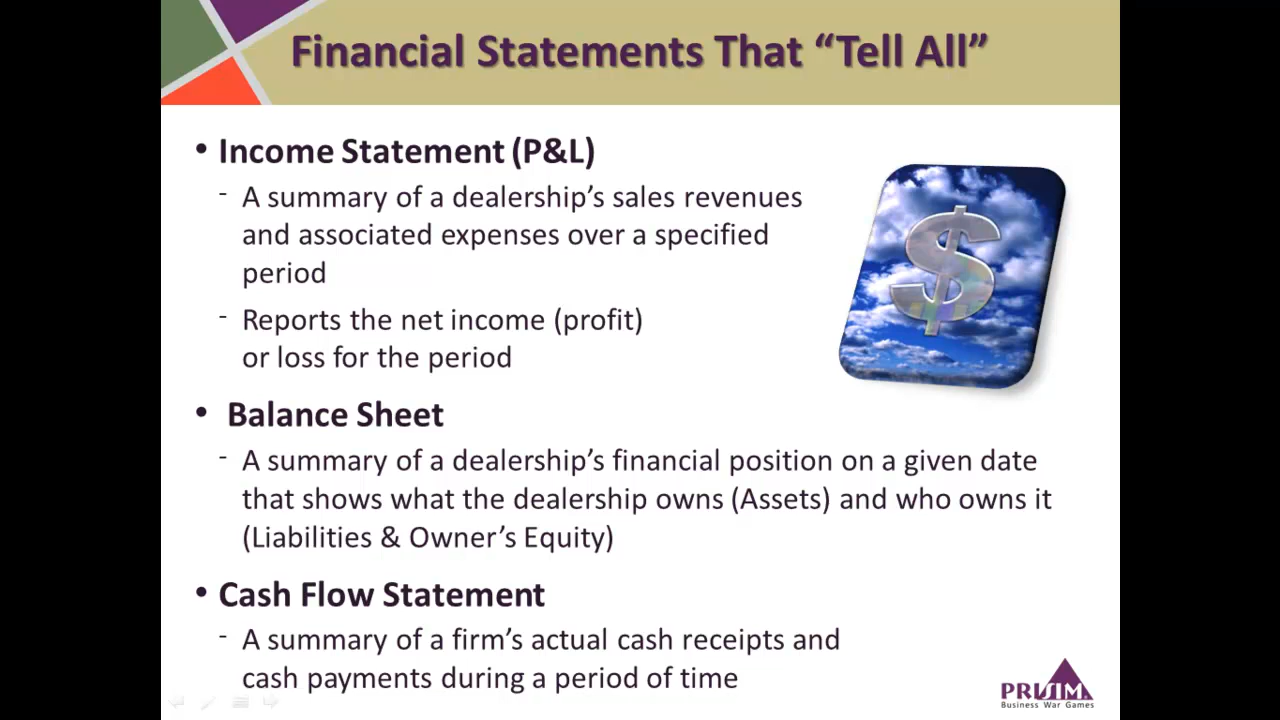 Financial Statements That “Tell All”
• Income Statement (P&L)
- A summary of a dealership’s sales revenues
and associated expenses over a specified
period
- Reports the net income (profit)
or loss for the period
• Balance Sheet
- A summary of a dealership’s financial position on a given date
that shows what the dealership owns (Assets) and who owns it
(Liabilities & Owner’s Equity)
• Cash Flow Statement
- A summary of a firm’s actual cash receipts and
cash payments during a period of time
$
PRISIM
Business War Games